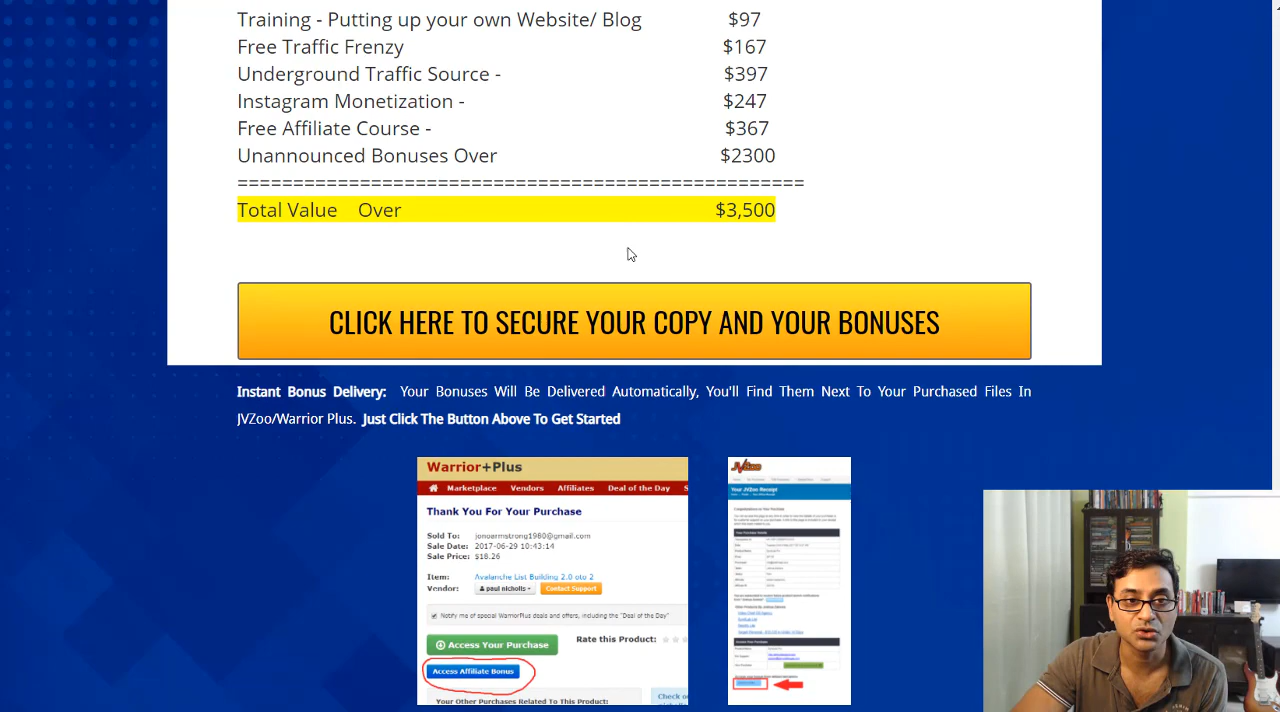 Training - Putting up your own Website/ Blog $97
Free Traffic Frenzy $167
Underground Traffic Source - $397
Instagram Monetization - $247
Free Affiliate Course - $367
Unannounced Bonuses Over $2300
===================================================
Total Value Over $3,500
CLICK HERE TO SECURE YOUR COPY AND YOUR BONUSES
Instant Bonus Delivery: Your Bonuses Will Be Delivered Automatically, You'll Find Them Next To Your Purchased Files In
JVZoo/Warrior Plus. Just Click The Button Above To Get Started
Warrior+Plus
Marketplace Vendors Affiliates Deal of the Day S
Thank You For Your Purchase
Sold To: jonoarmstrong1980@gmail.com
Sale Date: 2017-06-29 10:43:14
Sale Price: $18.26
Item: Avalanche List Building 2.0 oto 2
Vendor: paul nicholls Contact Support
Notify me of special WarriorPlus deals and offers, including the "Deal of the Day"
Access Your Purchase Rate this Product:
Access Affiliate Bonus
Your Other Purchases Related To This Product: Check o
JVZoo
Your JVZoo Receipt